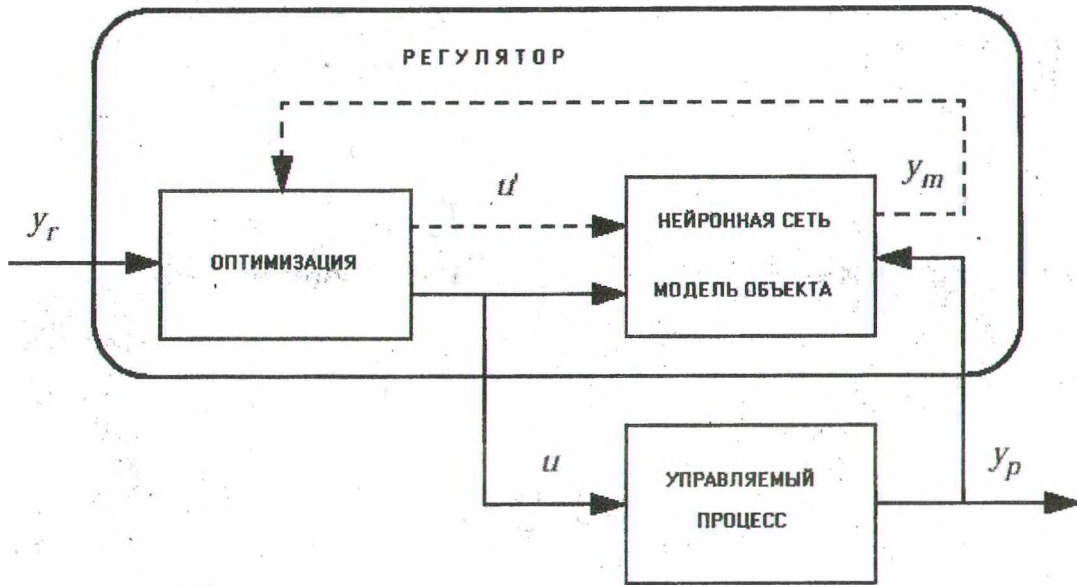 РЕГУЛЯТОР
u'
y_m
НЕЙРОННАЯ СЕТЬ
МОДЕЛЬ ОБЪЕКТА
y_r
ОПТИМИЗАЦИЯ
u
УПРАВЛЯЕМЫЙ
ПРОЦЕСС
y_p